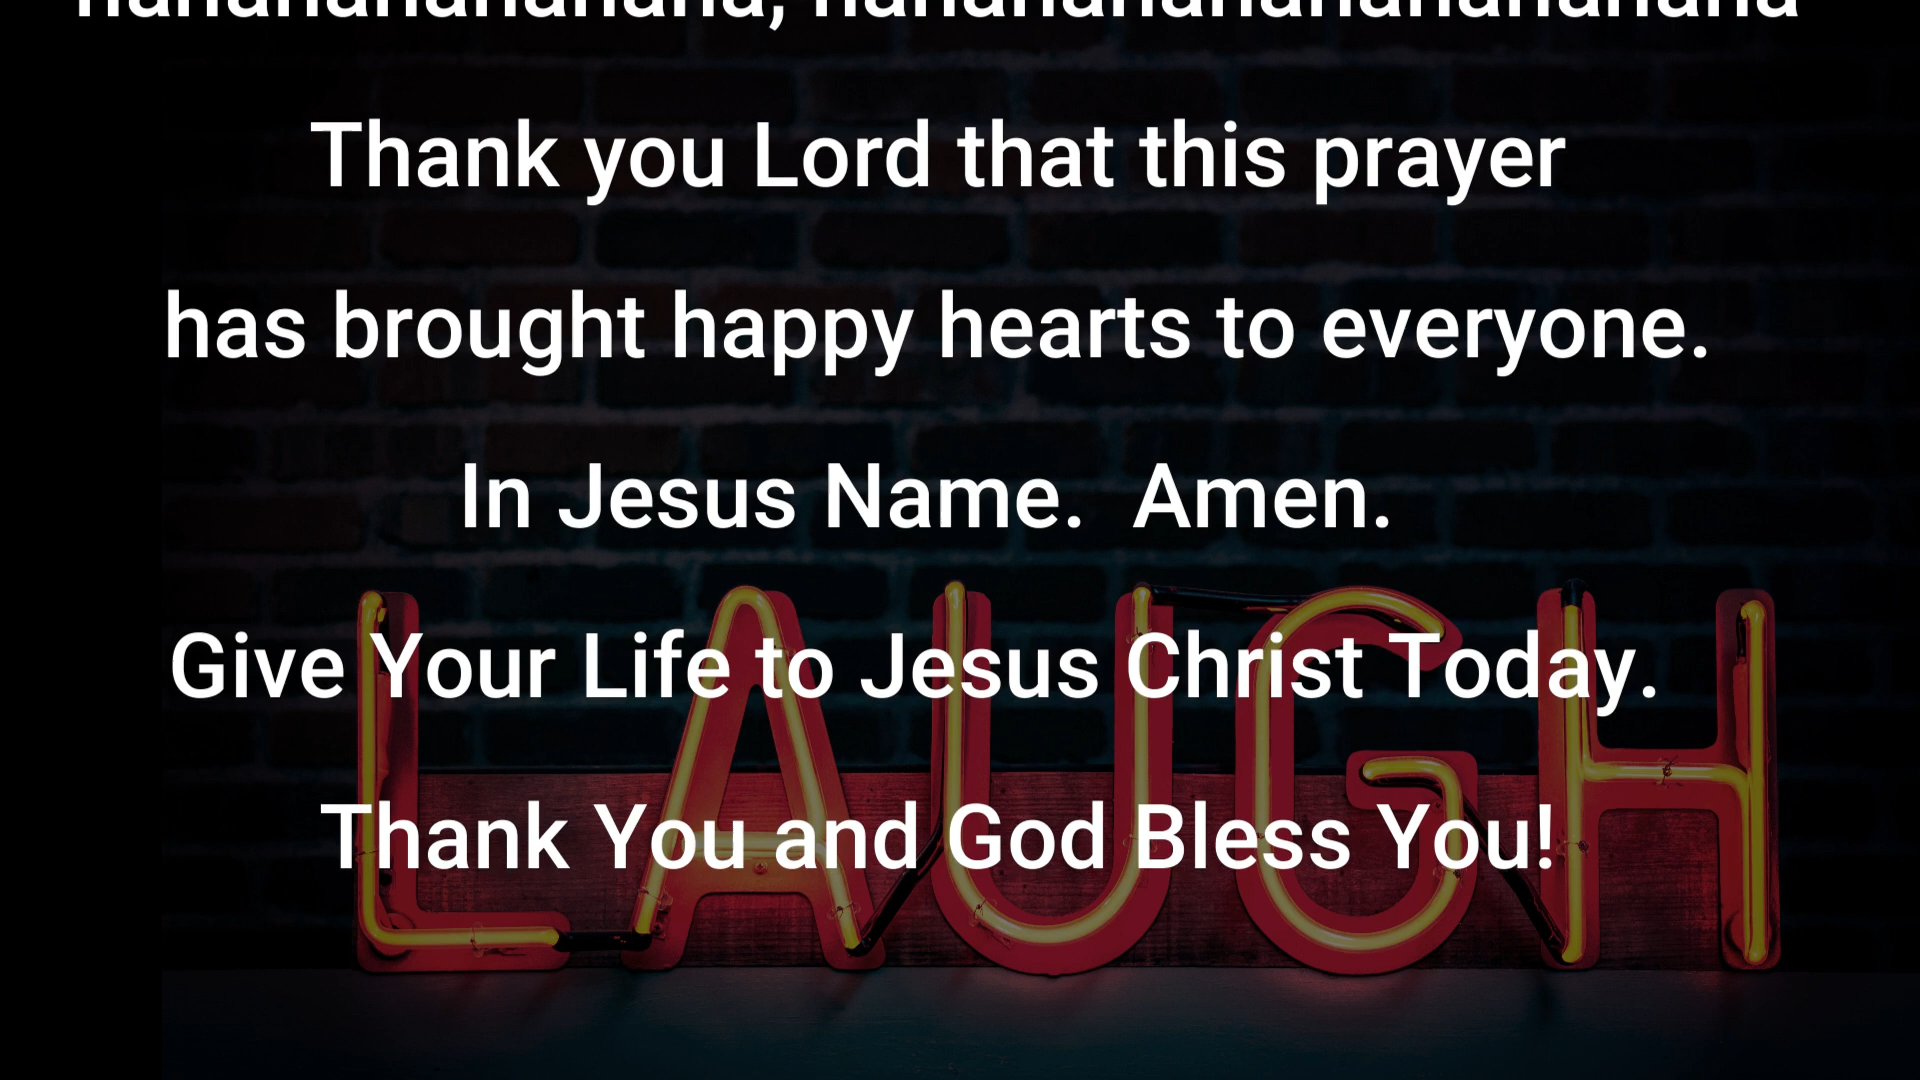 Thank you Lord that this prayer
has brought happy hearts to everyone.
In Jesus Name.  Amen.
Give Your Life to Jesus Christ Today.
Thank You and God Bless You!
LAUGH